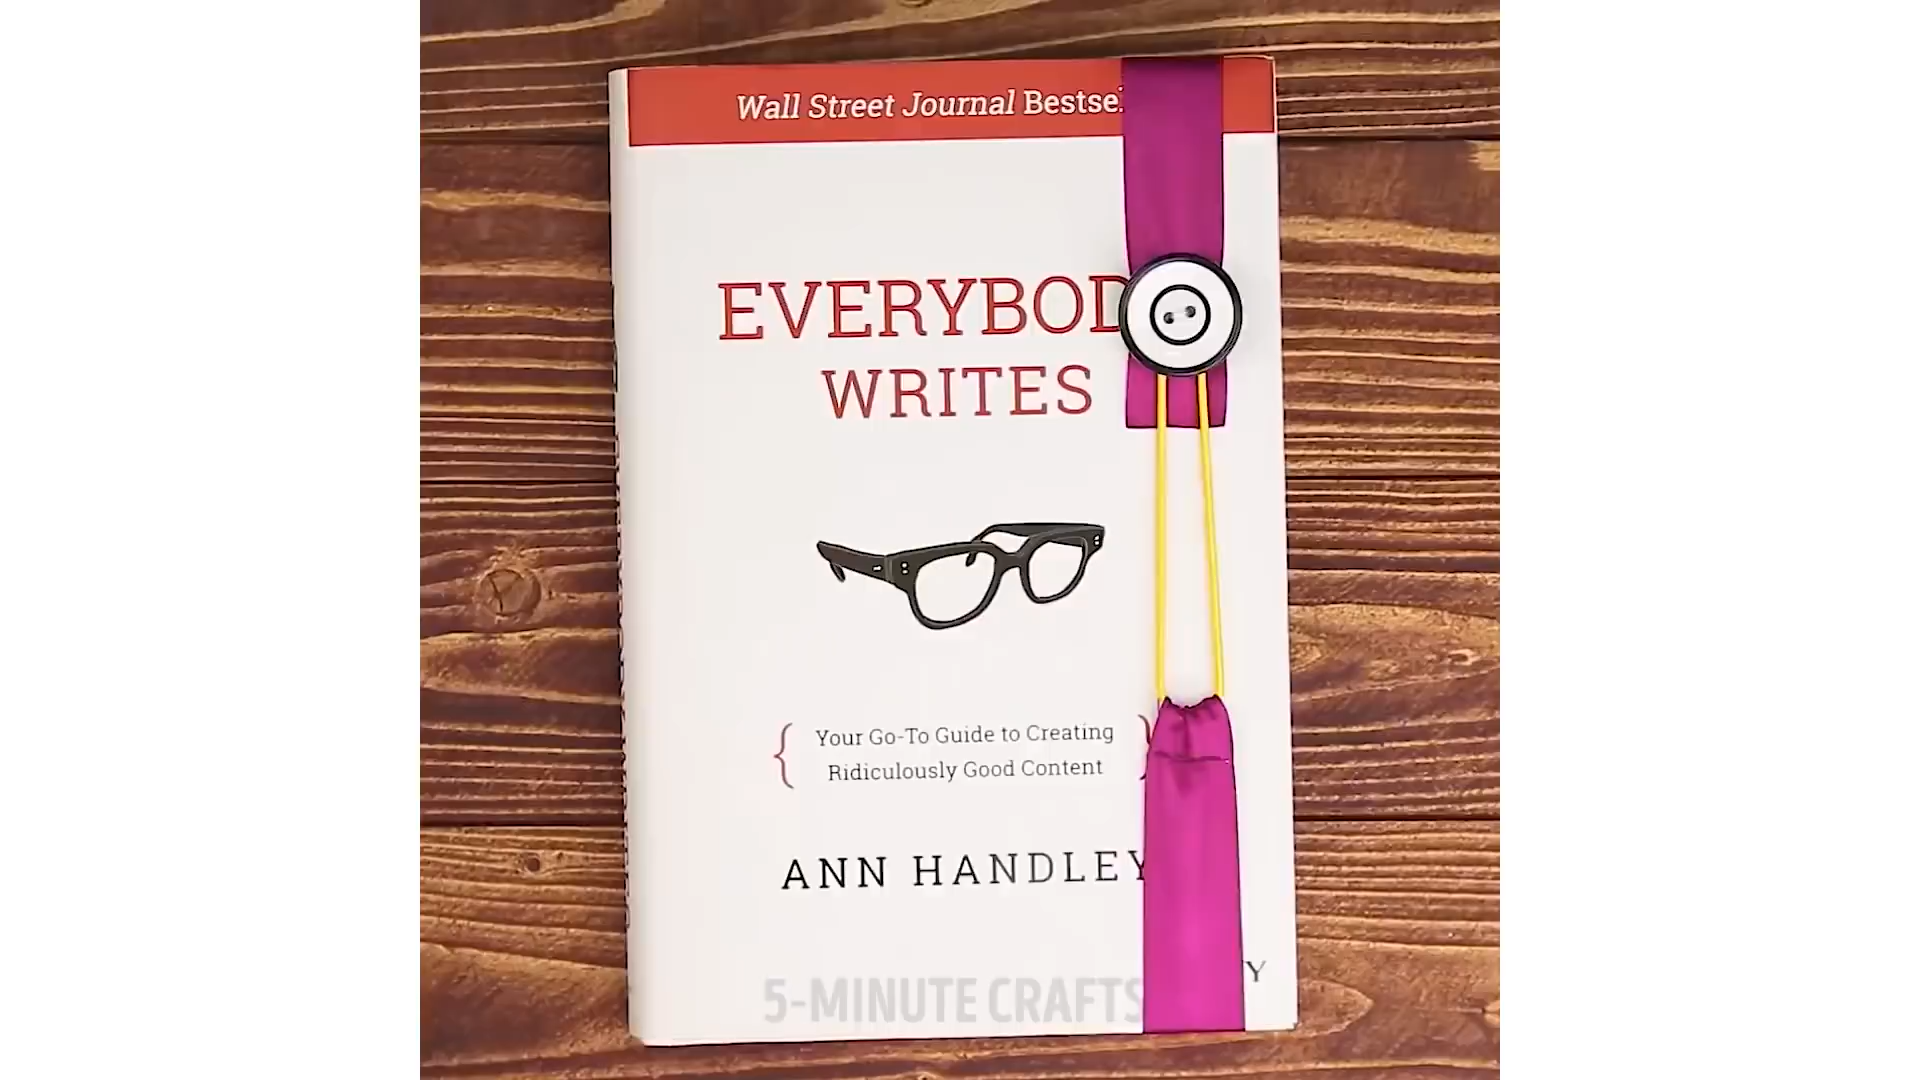 Wall Street Journal Bestse
EVERYBOD
WRITES
{ Your Go-To Guide to Creating }
Ridiculously Good Content
ANN HANDLEY
Y
5-MINUTE CRAFTS